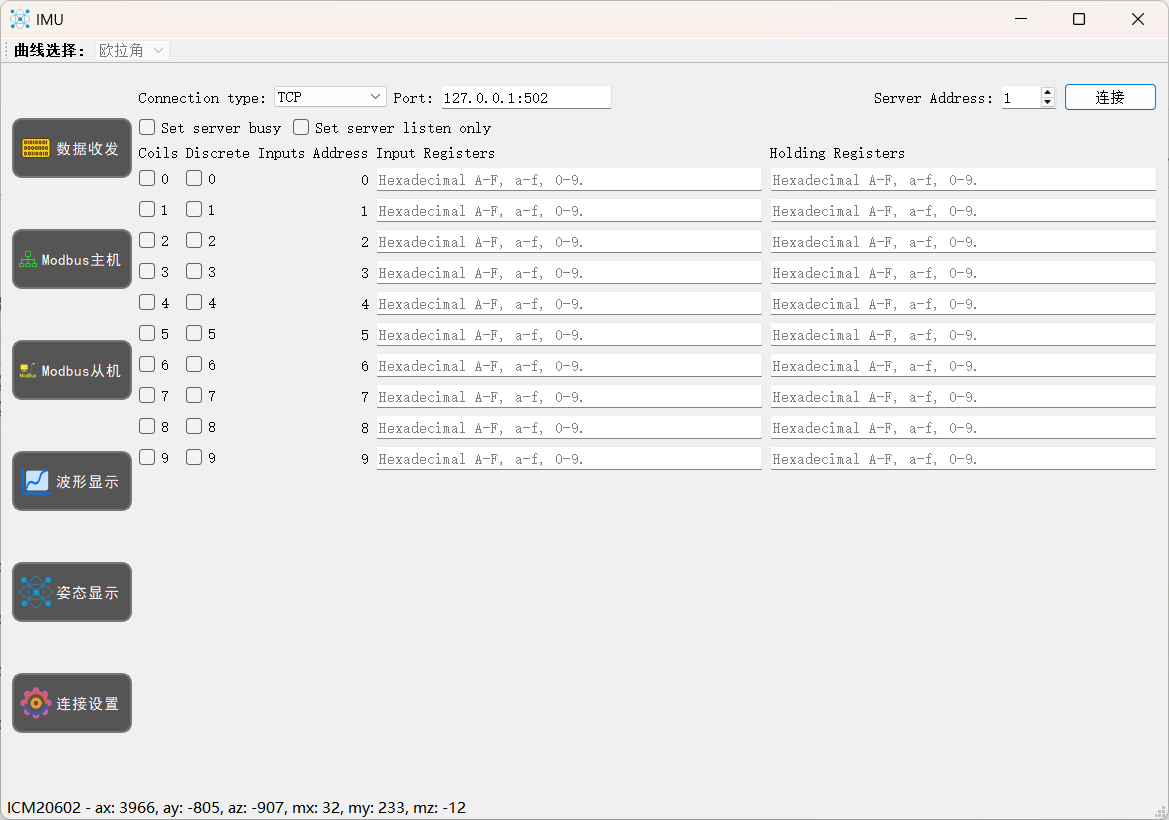 IMU
曲线选择： 欧拉角
Connection type: TCP Port: 127.0.0.1:502 Server Address: 1 连接
Set server busy Set server listen only
Coils Discrete Inputs Address Input Registers Holding Registers
0 0 0 Hexadecimal A-F, a-f, 0-9. Hexadecimal A-F, a-f, 0-9.
1 1 1 Hexadecimal A-F, a-f, 0-9. Hexadecimal A-F, a-f, 0-9.
2 2 2 Hexadecimal A-F, a-f, 0-9. Hexadecimal A-F, a-f, 0-9.
3 3 3 Hexadecimal A-F, a-f, 0-9. Hexadecimal A-F, a-f, 0-9.
4 4 4 Hexadecimal A-F, a-f, 0-9. Hexadecimal A-F, a-f, 0-9.
5 5 5 Hexadecimal A-F, a-f, 0-9. Hexadecimal A-F, a-f, 0-9.
6 6 6 Hexadecimal A-F, a-f, 0-9. Hexadecimal A-F, a-f, 0-9.
7 7 7 Hexadecimal A-F, a-f, 0-9. Hexadecimal A-F, a-f, 0-9.
8 8 8 Hexadecimal A-F, a-f, 0-9. Hexadecimal A-F, a-f, 0-9.
9 9 9 Hexadecimal A-F, a-f, 0-9. Hexadecimal A-F, a-f, 0-9.
数据收发
Modbus主机
Modbus从机
波形显示
姿态显示
连接设置
ICM20602 - ax: 3966, ay: -805, az: -907, mx: 32, my: 233, mz: -12